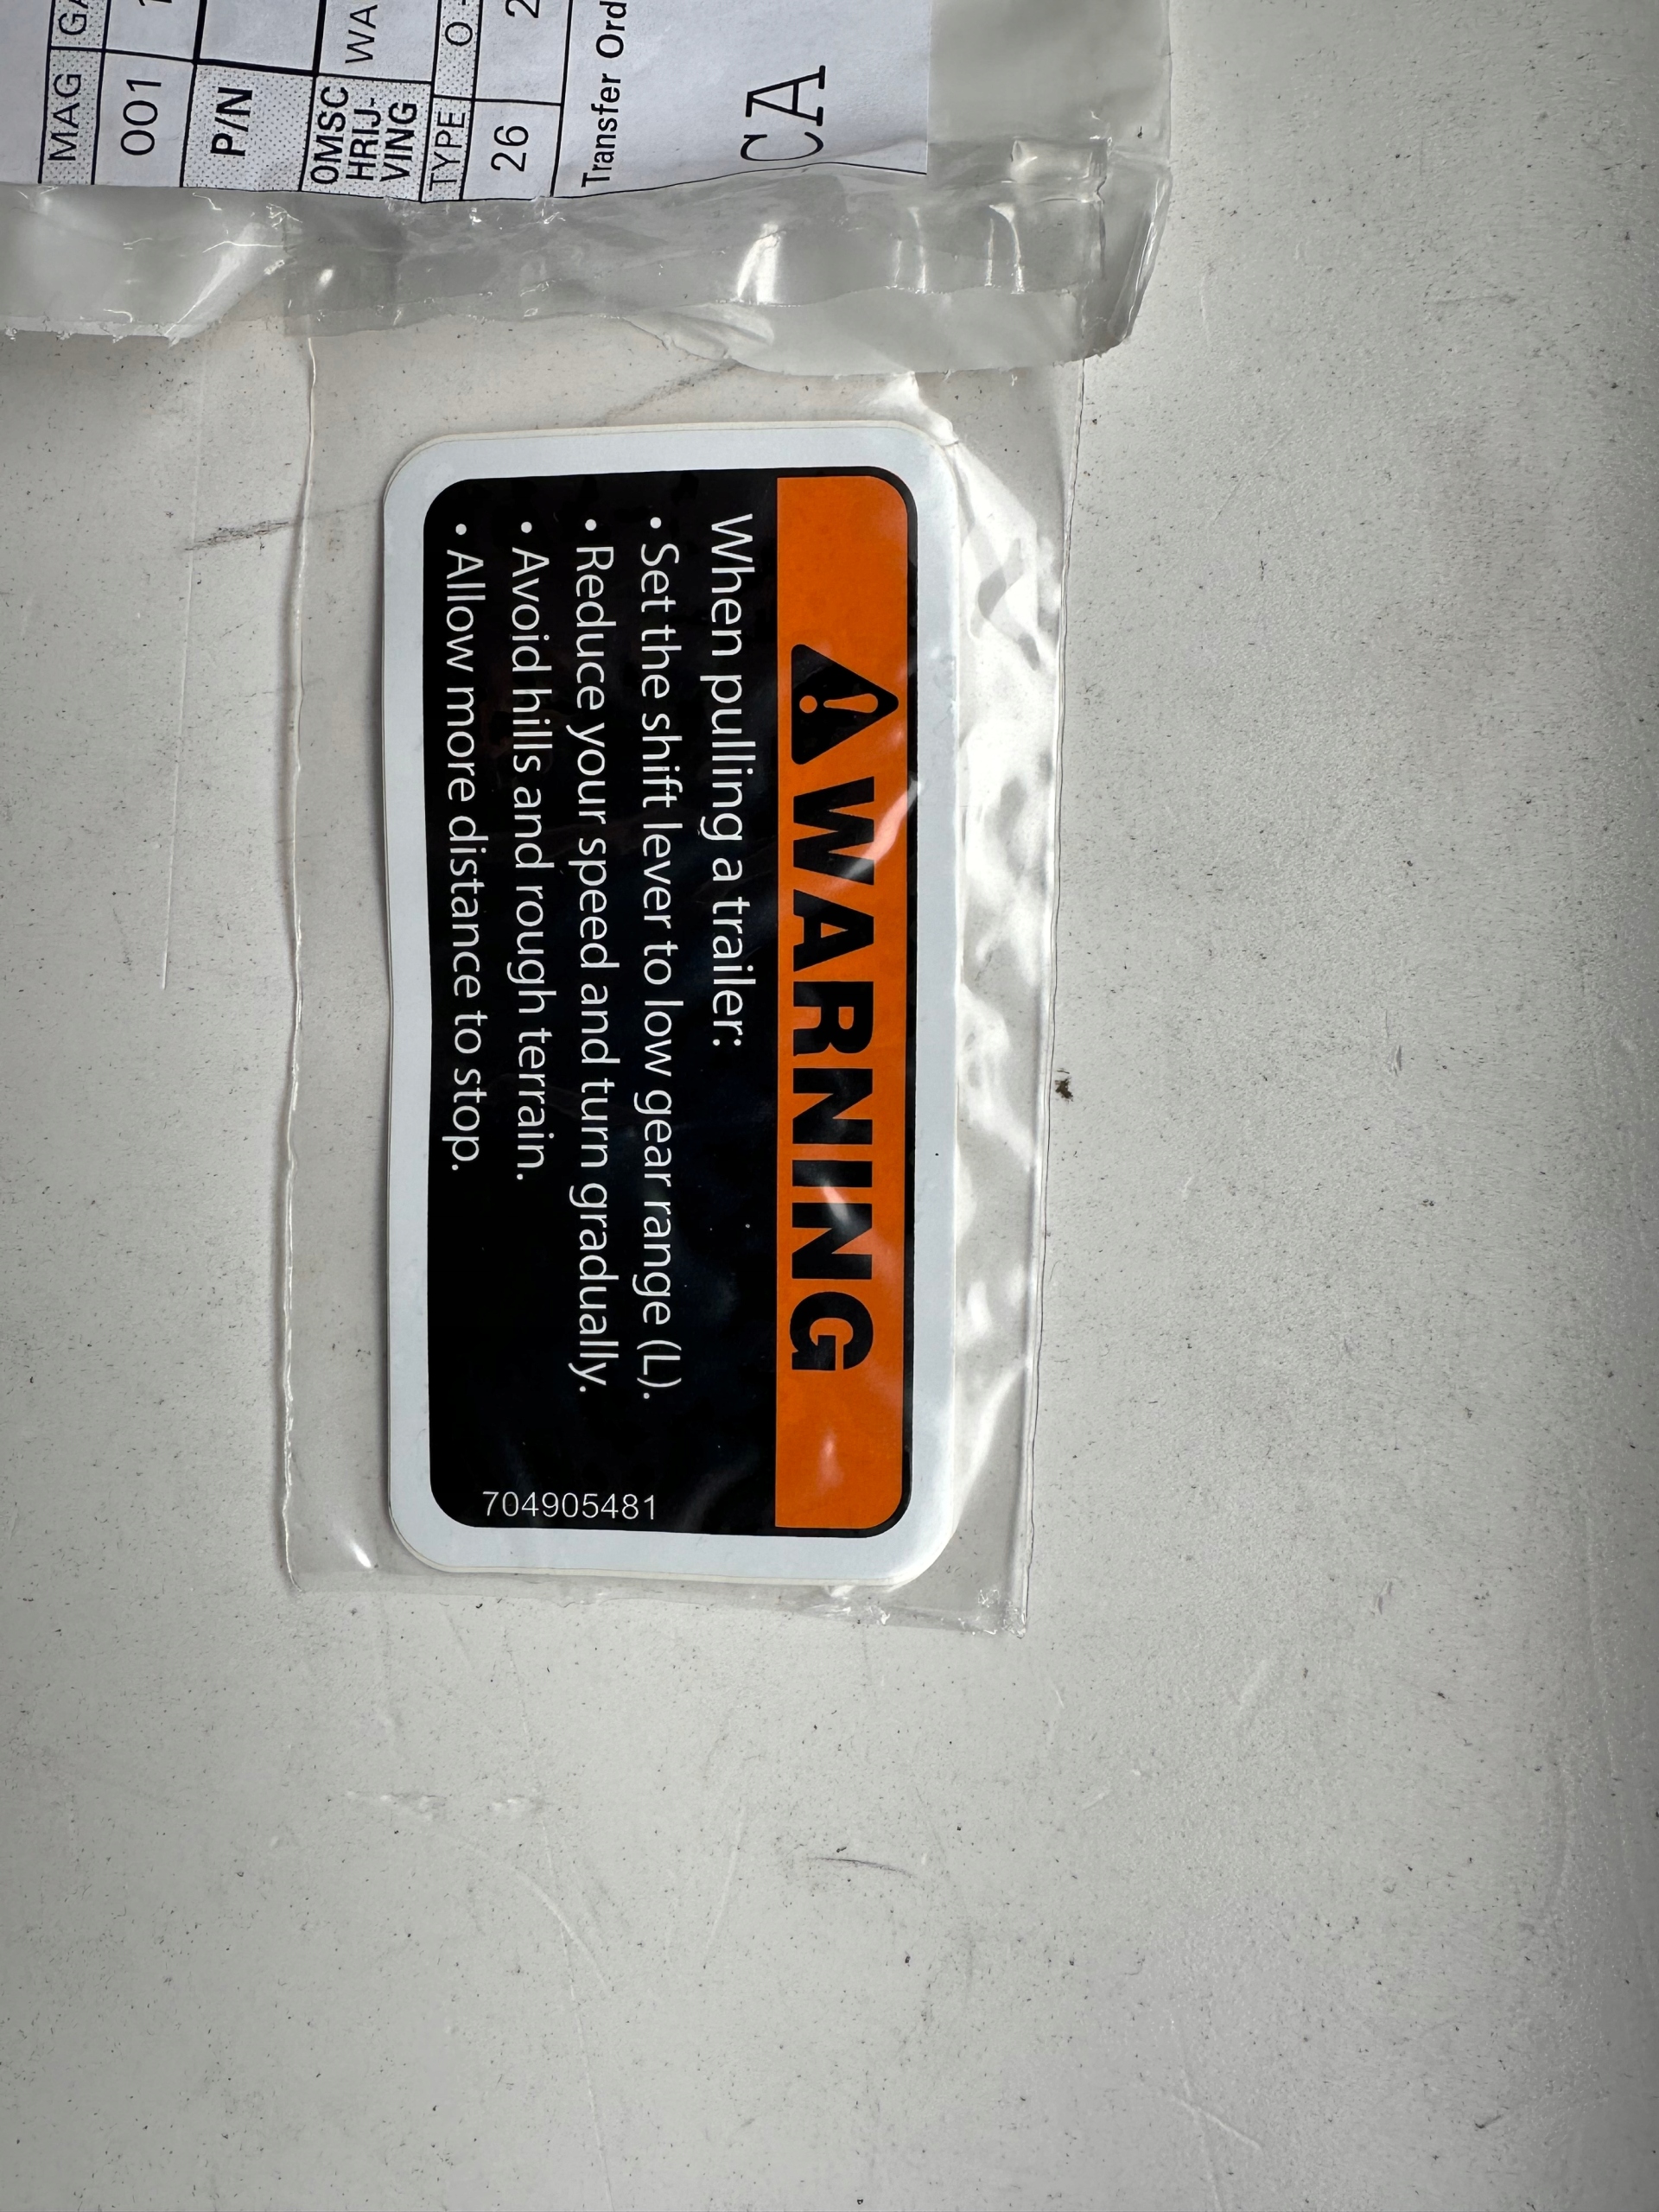 MAG GA
001
P/N
OMSC
HRIJ-
VING
WA
TYPE O -
26 2
Transfer Ord
CA
WARNING
When pulling a trailer:
• Set the shift lever to low gear range (L).
• Reduce your speed and turn gradually.
• Avoid hills and rough terrain.
• Allow more distance to stop.
704905481